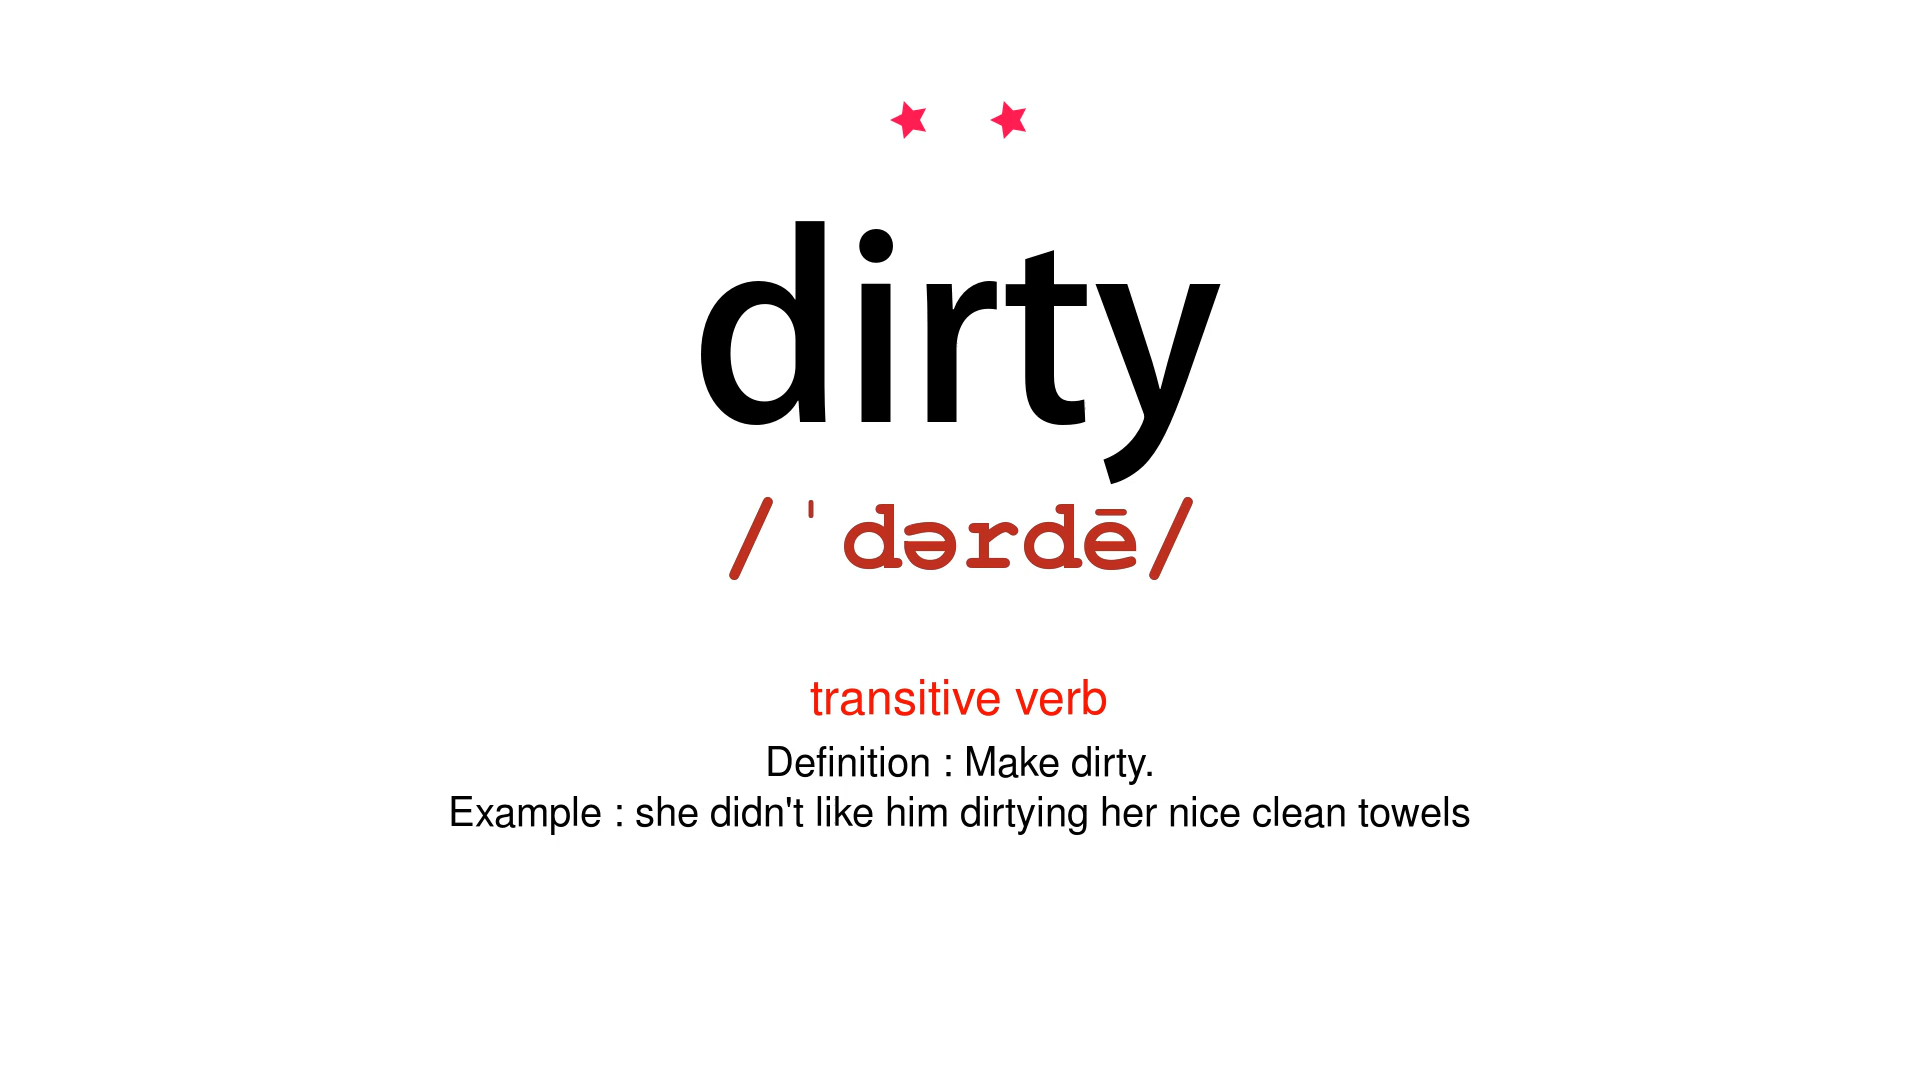 dirty
/ˈdərdē/
transitive verb
Definition : Make dirty.
Example : she didn't like him dirtying her nice clean towels